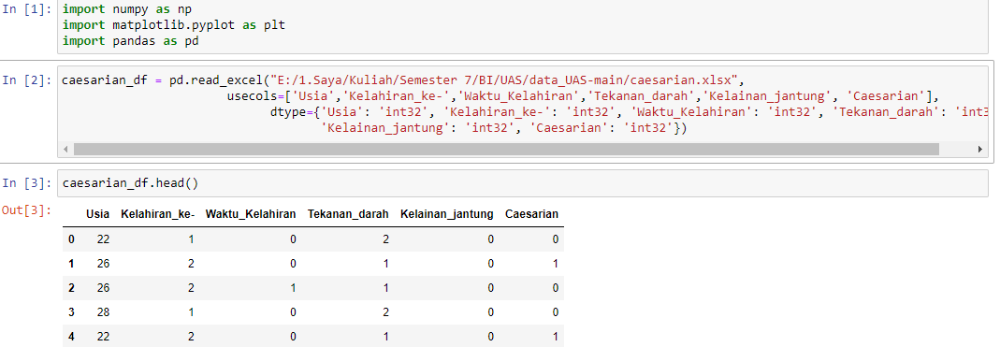 In [1]: import numpy as np
import matplotlib.pyplot as plt
import pandas as pd
In [2]: caesarian_df = pd.read_excel("E:/1.Saya/Kuliah/Semester 7/BI/UAS/data_UAS-main/caesarian.xlsx",
usecols=['Usia','Kelahiran_ke-','Waktu_Kelahiran','Tekanan_darah','Kelainan_jantung', 'Caesarian'],
dtype={'Usia': 'int32', 'Kelahiran_ke-': 'int32', 'Waktu_Kelahiran': 'int32', 'Tekanan_darah': 'int3
'Kelainan_jantung': 'int32', 'Caesarian': 'int32'})
In [3]: caesarian_df.head()
Out[3]:
Usia Kelahiran_ke- Waktu_Kelahiran Tekanan_darah Kelainan_jantung Caesarian
0 22 1 0 2 0 0
1 26 2 0 1 0 1
2 26 2 1 1 0 0
3 28 1 0 2 0 0
4 22 2 0 1 0 1